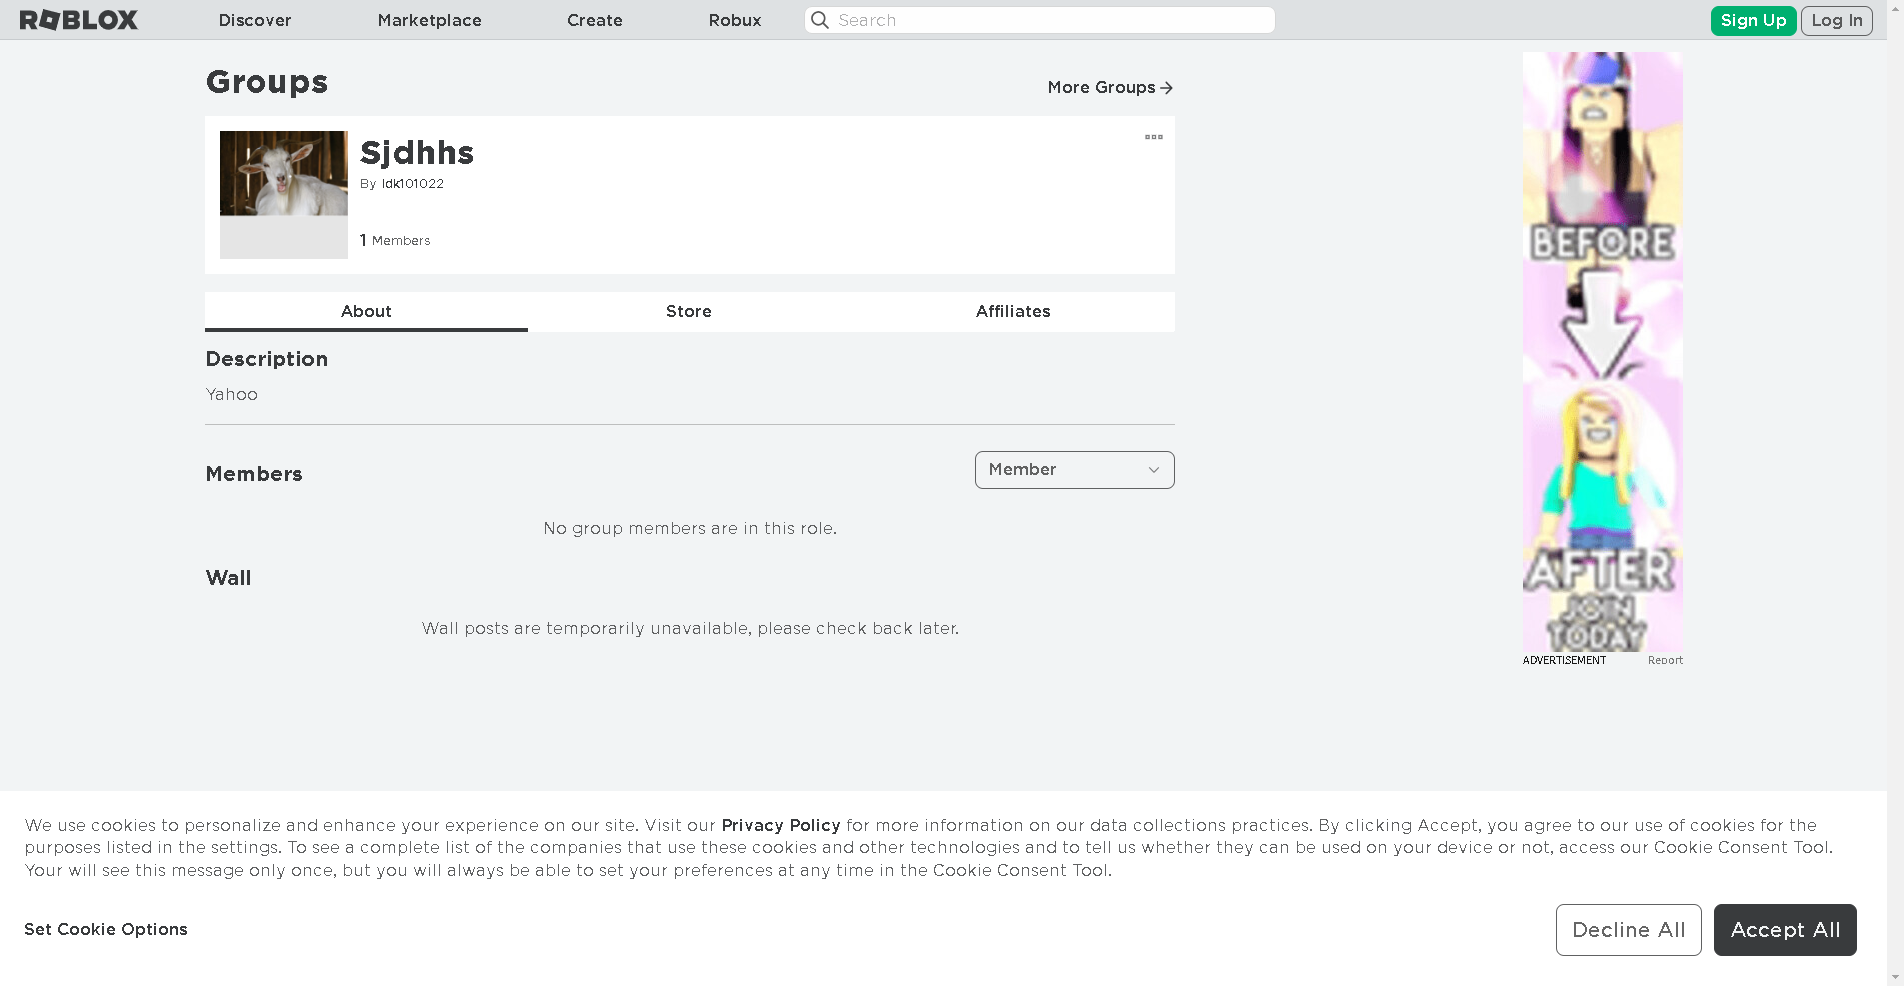 ROBLOX
Discover
Marketplace
Create
Robux
Search
Sign Up
Log In
Groups
More Groups
Sjdhhs
By Idk101022
1 Members
About
Store
Affiliates
Description
Yahoo
Members
Member
No group members are in this role.
Wall
Wall posts are temporarily unavailable, please check back later.
BEFORE
AFTER
JOIN
TODAY
ADVERTISEMENT
Report
We use cookies to personalize and enhance your experience on our site. Visit our Privacy Policy for more information on our data collections practices. By clicking Accept, you agree to our use of cookies for the
purposes listed in the settings. To see a complete list of the companies that use these cookies and other technologies and to tell us whether they can be used on your device or not, access our Cookie Consent Tool.
Your will see this message only once, but you will always be able to set your preferences at any time in the Cookie Consent Tool.
Set Cookie Options
Decline All
Accept All